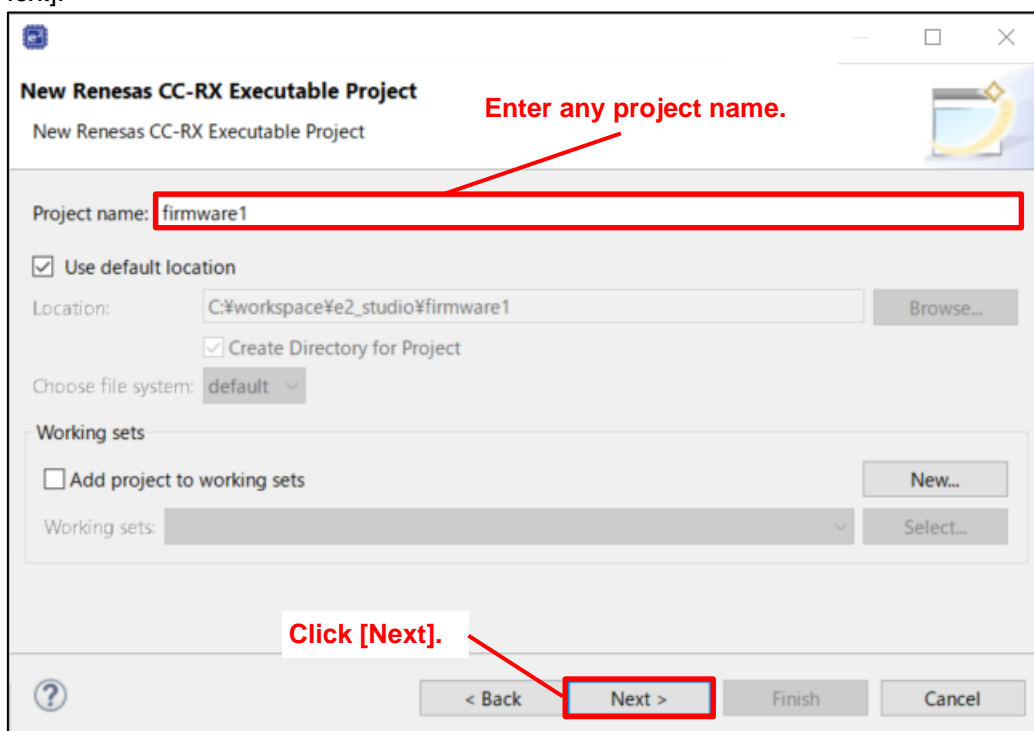 e²
New Renesas CC-RX Executable Project
Enter any project name.
New Renesas CC-RX Executable Project
Project name: firmware1
Use default location
Location: C:¥workspace¥e2_studio¥firmware1 Browse...
Create Directory for Project
Choose file system: default
Working sets
Add project to working sets New...
Working sets: Select...
Click [Next].
? < Back Next > Finish Cancel